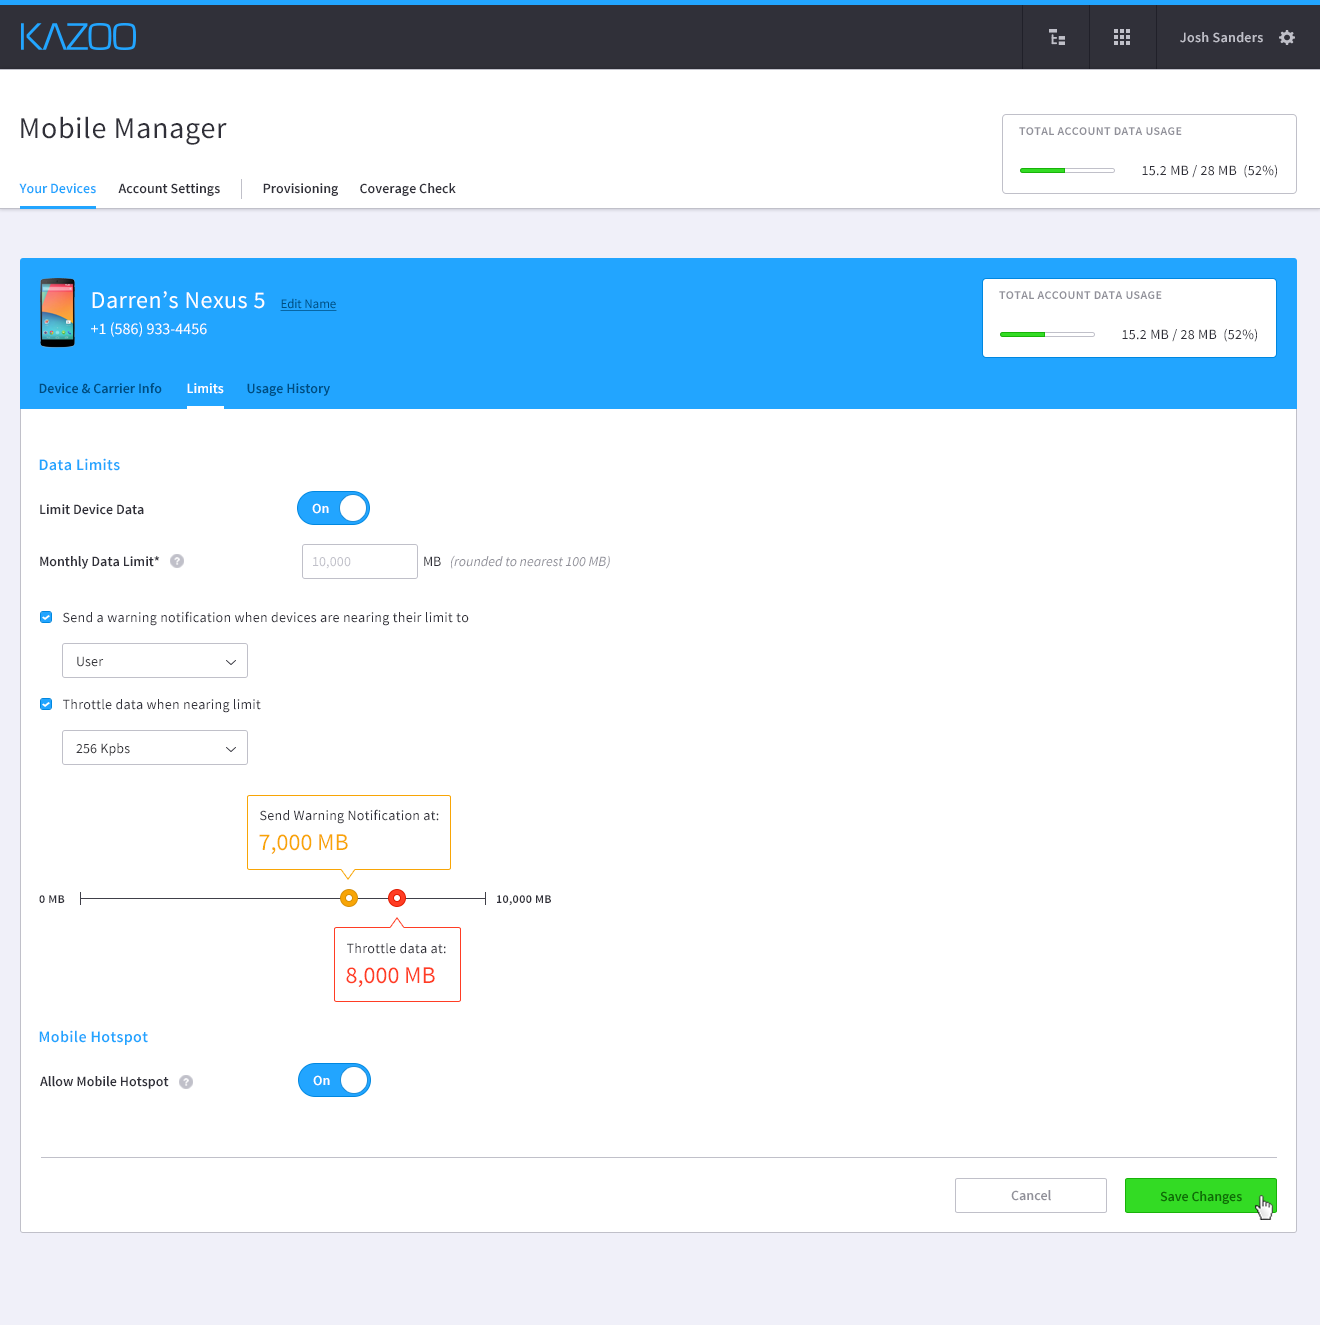 KAZOO
Josh Sanders
Mobile Manager
TOTAL ACCOUNT DATA USAGE
15.2 MB / 28 MB (52%)
Your Devices
Account Settings
Provisioning
Coverage Check
Darren’s Nexus 5
Edit Name
+1 (586) 933-4456
TOTAL ACCOUNT DATA USAGE
15.2 MB / 28 MB (52%)
Device & Carrier Info
Limits
Usage History
Data Limits
Limit Device Data
On
Monthly Data Limit*
?
10,000
MB
(rounded to nearest 100 MB)
Send a warning notification when devices are nearing their limit to
User
Throttle data when nearing limit
256 Kpbs
Send Warning Notification at:
7,000 MB
0 MB
10,000 MB
Throttle data at:
8,000 MB
Mobile Hotspot
Allow Mobile Hotspot
?
On
Cancel
Save Changes